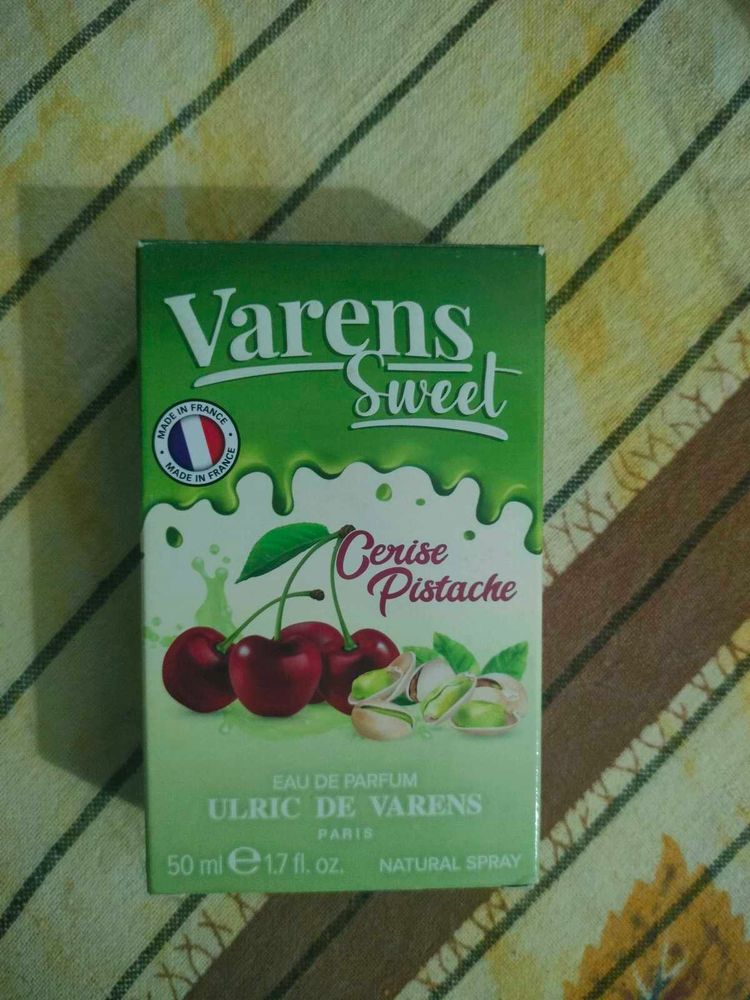 Varens
Sweet
MADE IN FRANCE
MADE IN FRANCE
Cerise
Pistache
EAU DE PARFUM
ULRIC DE VARENS
PARIS
50 ml ℮ 1.7 fl. oz. NATURAL SPRAY